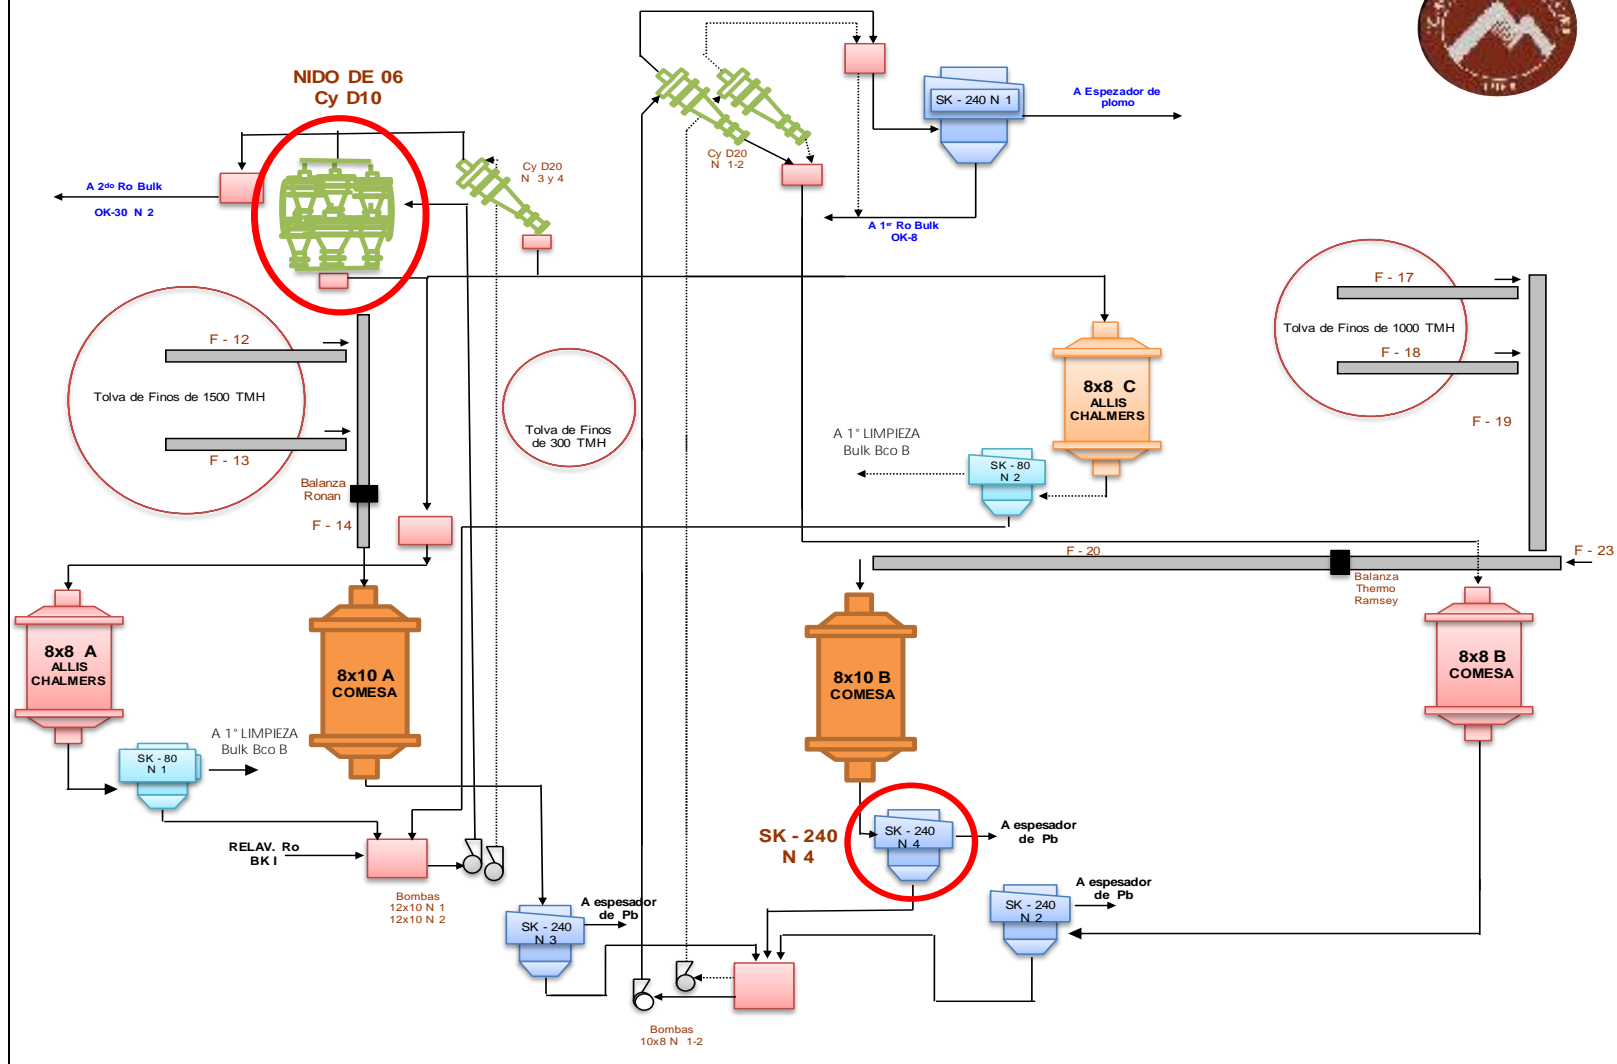 NIDO DE 06
Cy D10
SK - 240 N 1
A Espezador de
plomo
Cy D20
N 3 y 4
Cy D20
N 1-2
A 2do Ro Bulk
OK-30 N 2
A 1er Ro Bulk
OK-8
F - 12
Tolva de Finos de 1500 TMH
F - 13
Balanza
Ronan
F - 14
Tolva de Finos
de 300 TMH
8x8 C
ALLIS
CHALMERS
A 1° LIMPIEZA
Bulk Bco B
SK - 80
N 2
F - 17
Tolva de Finos de 1000 TMH
F - 18
F - 19
F - 20
F - 23
Balanza
Thermo
Ramsey
8x8 A
ALLIS
CHALMERS
8x10 A
COMESA
8x10 B
COMESA
8x8 B
COMESA
A 1° LIMPIEZA
Bulk Bco B
SK - 80
N 1
RELAV. Ro
BK I
Bombas
12x10 N 1
12x10 N 2
SK - 240
N 4
SK - 240
N 4
A espesador
de Pb
A espesador
de Pb
SK - 240
N 3
A espesador
de Pb
SK - 240
N 2
Bombas
10x8 N 1-2